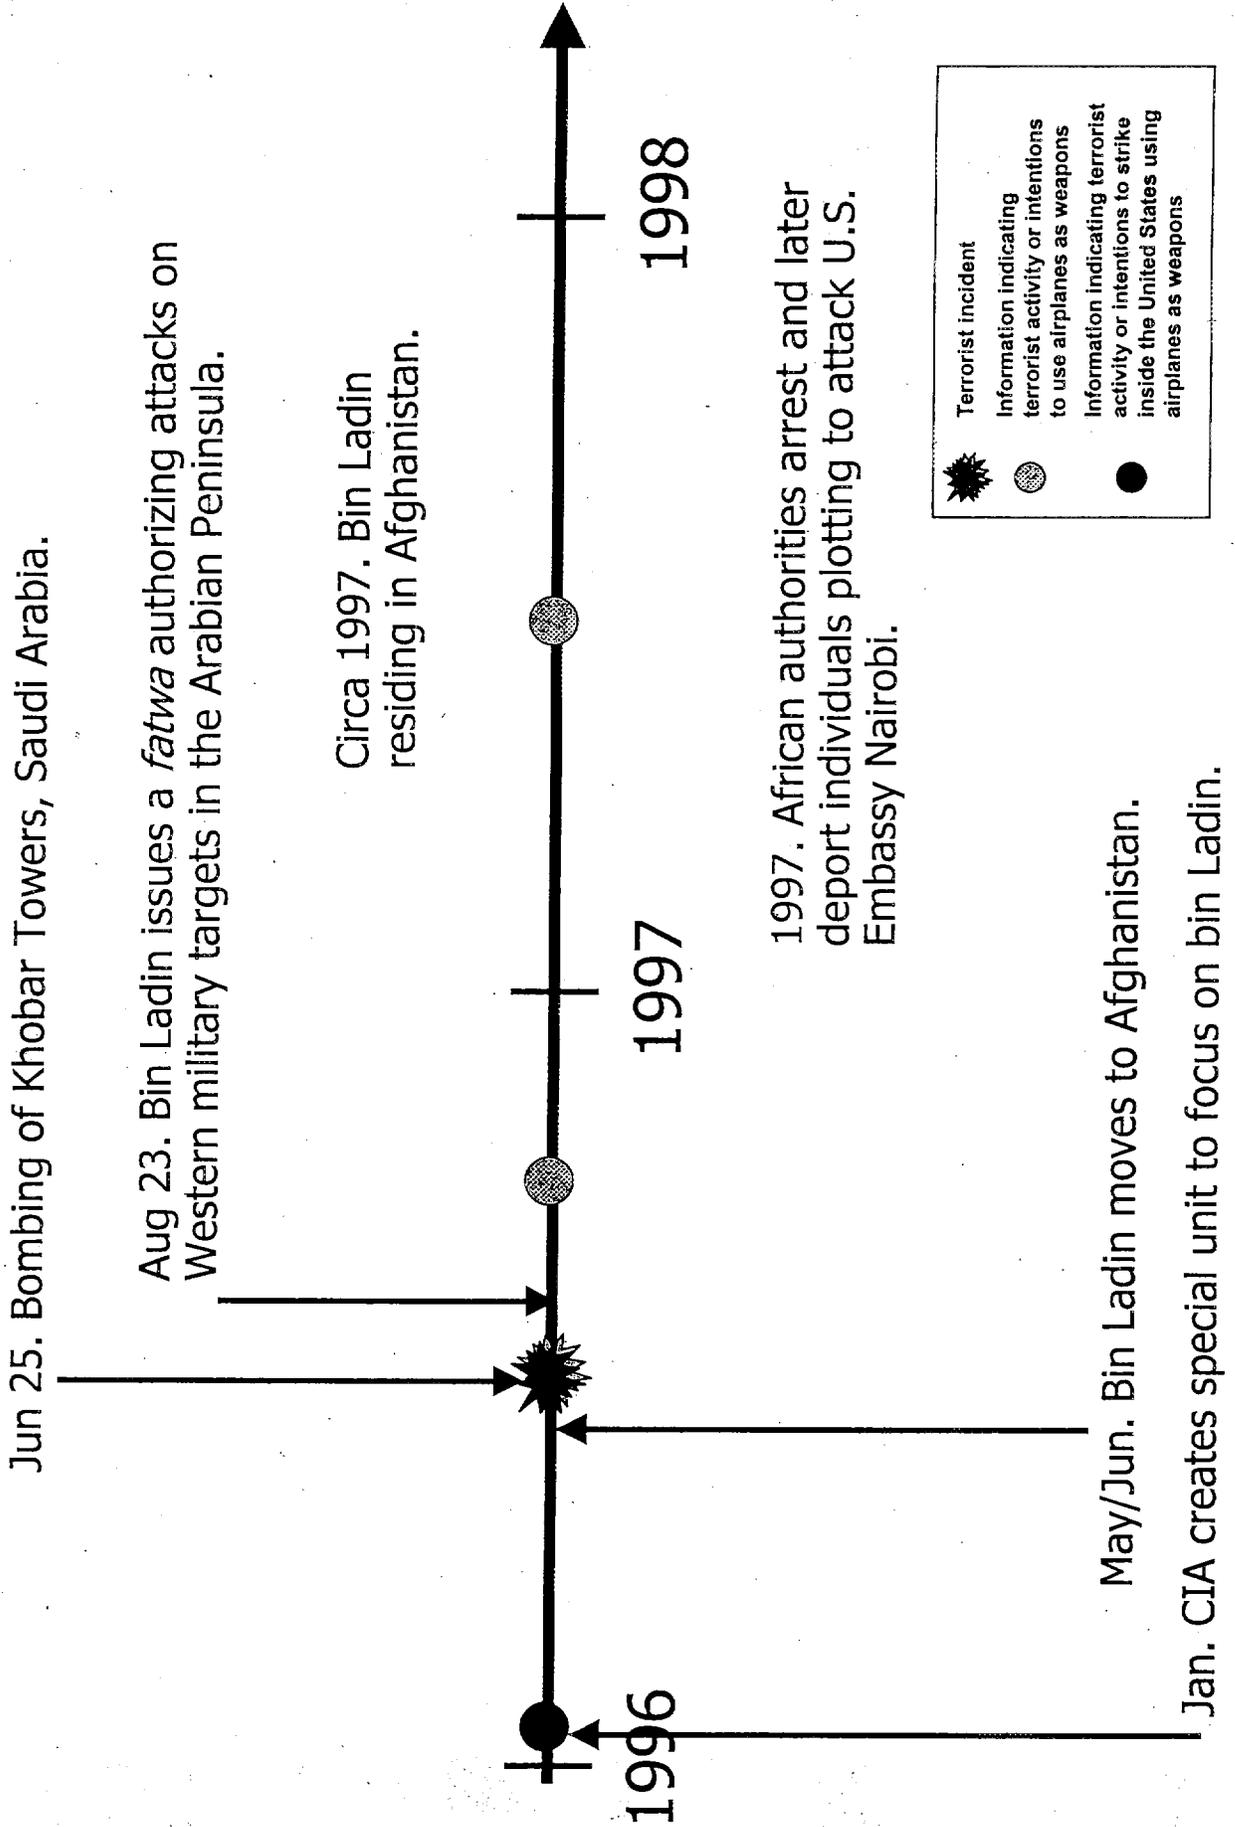 Jun 25. Bombing of Khobar Towers, Saudi Arabia.
Aug 23. Bin Ladin issues a fatwa authorizing attacks on
Western military targets in the Arabian Peninsula.
Circa 1997. Bin Ladin
residing in Afghanistan.
1996
1997
1998
1997. African authorities arrest and later
deport individuals plotting to attack U.S.
Embassy Nairobi.
May/Jun. Bin Ladin moves to Afghanistan.
Jan. CIA creates special unit to focus on bin Ladin.
Terrorist incident
Information indicating
terrorist activity or intentions
to use airplanes as weapons
Information indicating terrorist
activity or intentions to strike
inside the United States using
airplanes as weapons